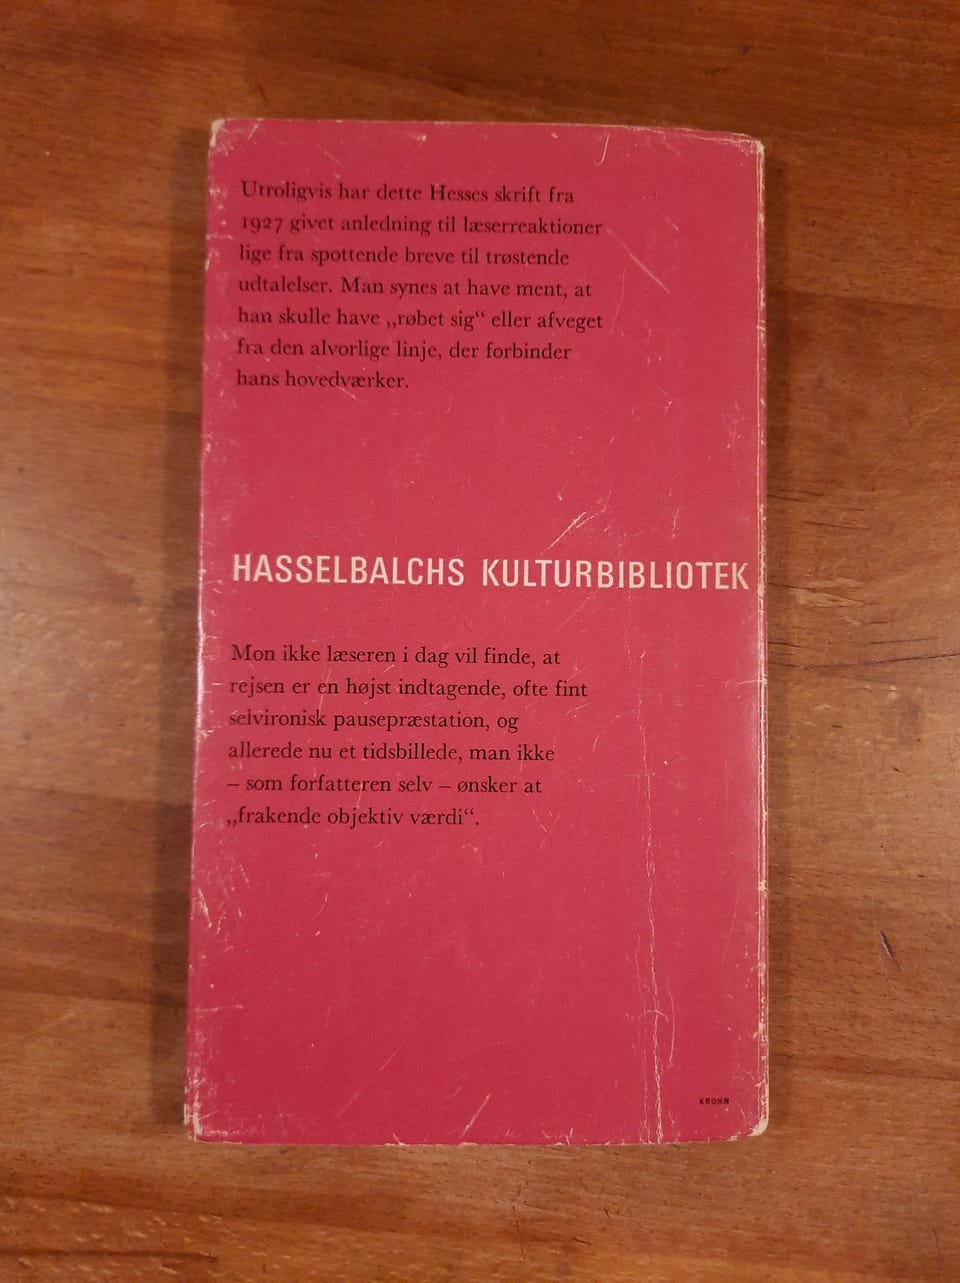 Utroligvis har dette Hesses skrift fra
1927 givet anledning til læserreaktioner
lige fra spottende breve til trøstende
udtalelser. Man synes at have ment, at
han skulle have „røbet sig“ eller afveget
fra den alvorlige linje, der forbinder
hans hovedværker.
HASSELBALCHS KULTURBIBLIOTEK
Mon ikke læseren i dag vil finde, at
rejsen er en højst indtagende, ofte fint
selvironisk pausepræstation, og
allerede nu et tidsbillede, man ikke
– som forfatteren selv – ønsker at
„frakende objektiv værdi“.
KROHN